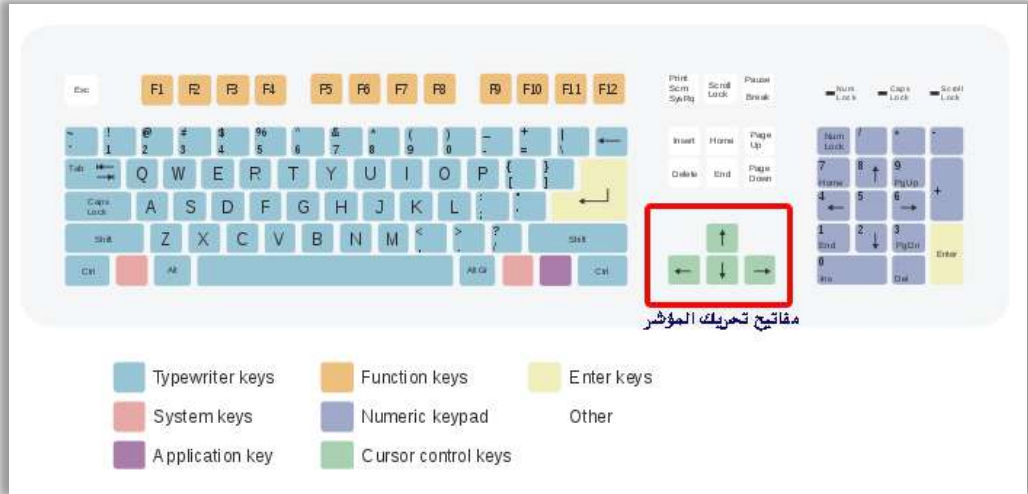 Esc F1 F2 F3 F4 F5 F6 F7 F8 F9 F10 F11 F12 Print Scrn SysRq Scroll Lock Pause Break Num Lock Caps Lock Scroll Lock
~ ` ! 1 @ 2 # 3 $ 4 % 5 ^ 6 & 7 * 8 ( 9 ) 0 _ - + = | \ Insert Home Page Up Num Lock / * -
Tab Q W E R T Y U I O P { [ } ] Delete End Page Down 7 Home 8 9 PgUp +
Caps Lock A S D F G H J K L : ; 4 5 6
Shift Z X C V B N M < , > . ? / Shift 1 End 2 3 PgDn Enter
Ctrl Alt Alt Gr Ctrl 0 Ins Del
مفاتيح تحريك المؤشر
Typewriter keys Function keys Enter keys
System keys Numeric keypad Other
Application key Cursor control keys